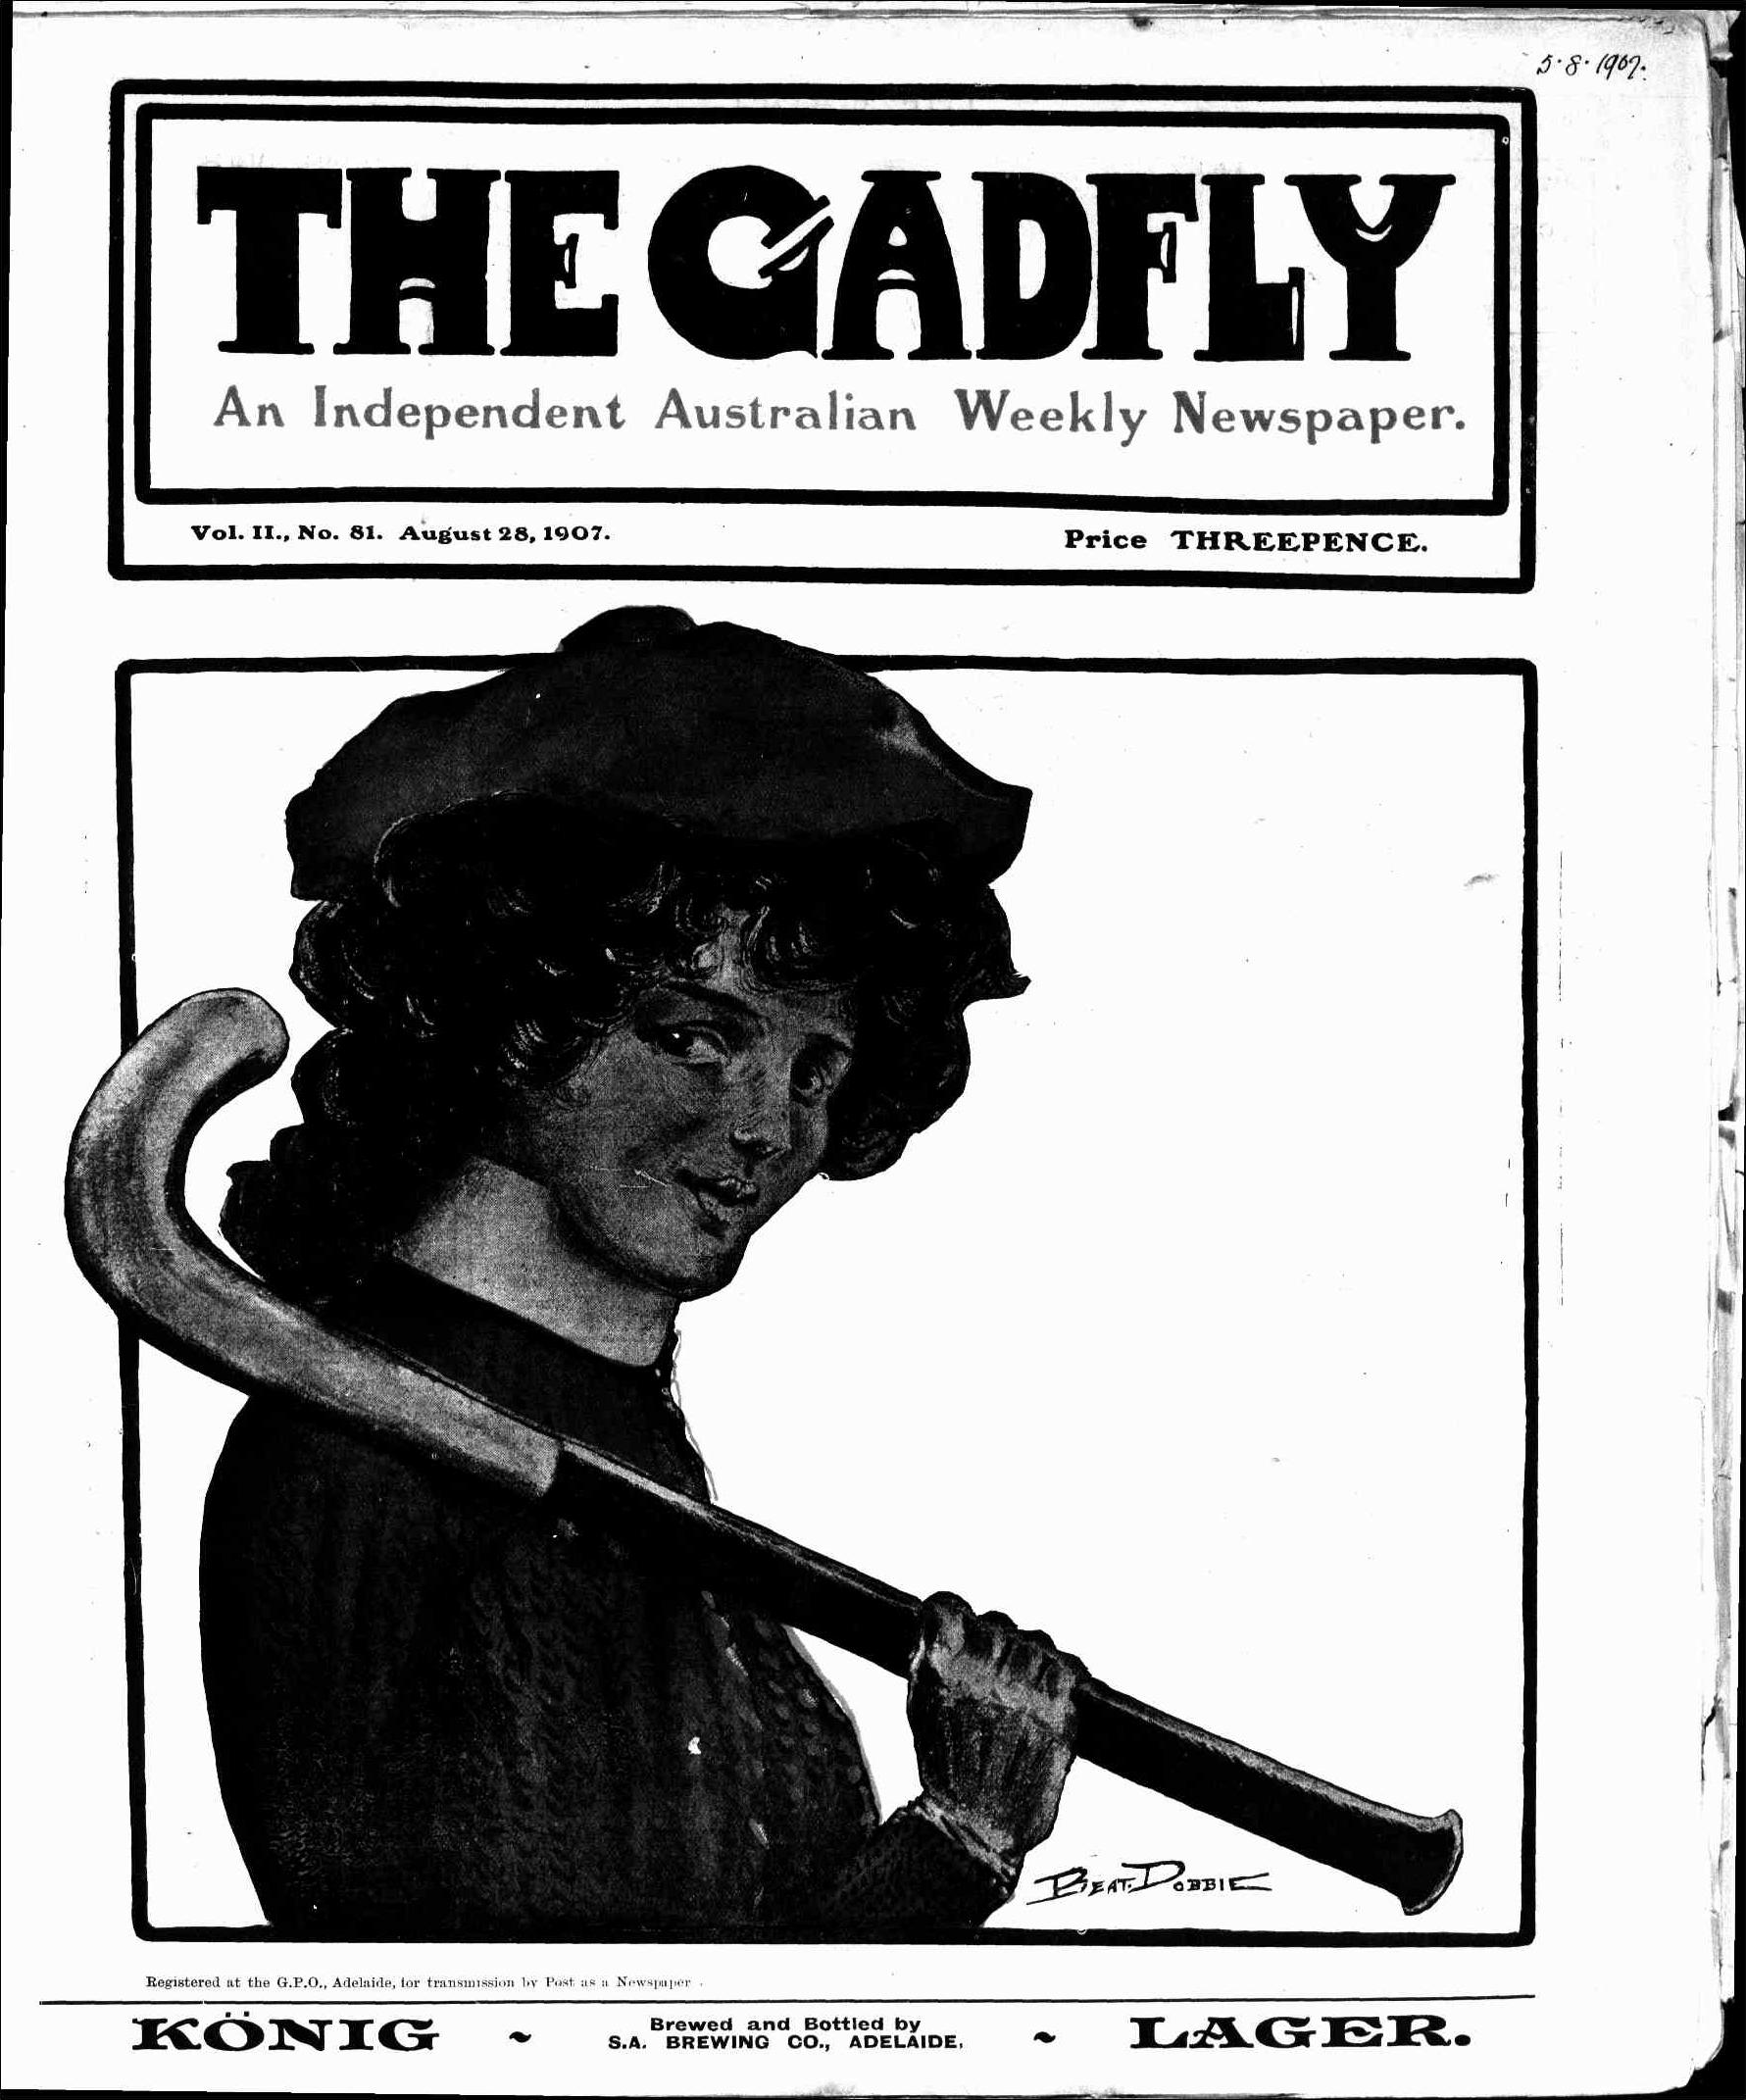 5·8·1907.
THE GADFLY
An Independent Australian Weekly Newspaper.
Vol. II., No. 81. August 28, 1907.
Price THREEPENCE.
BEAT. DOBBIE
Registered at the G.P.O., Adelaide, for transmission by Post as a Newspaper .
KÖNIG ~ Brewed and Bottled by
S.A. BREWING CO., ADELAIDE, ~ LAGER.